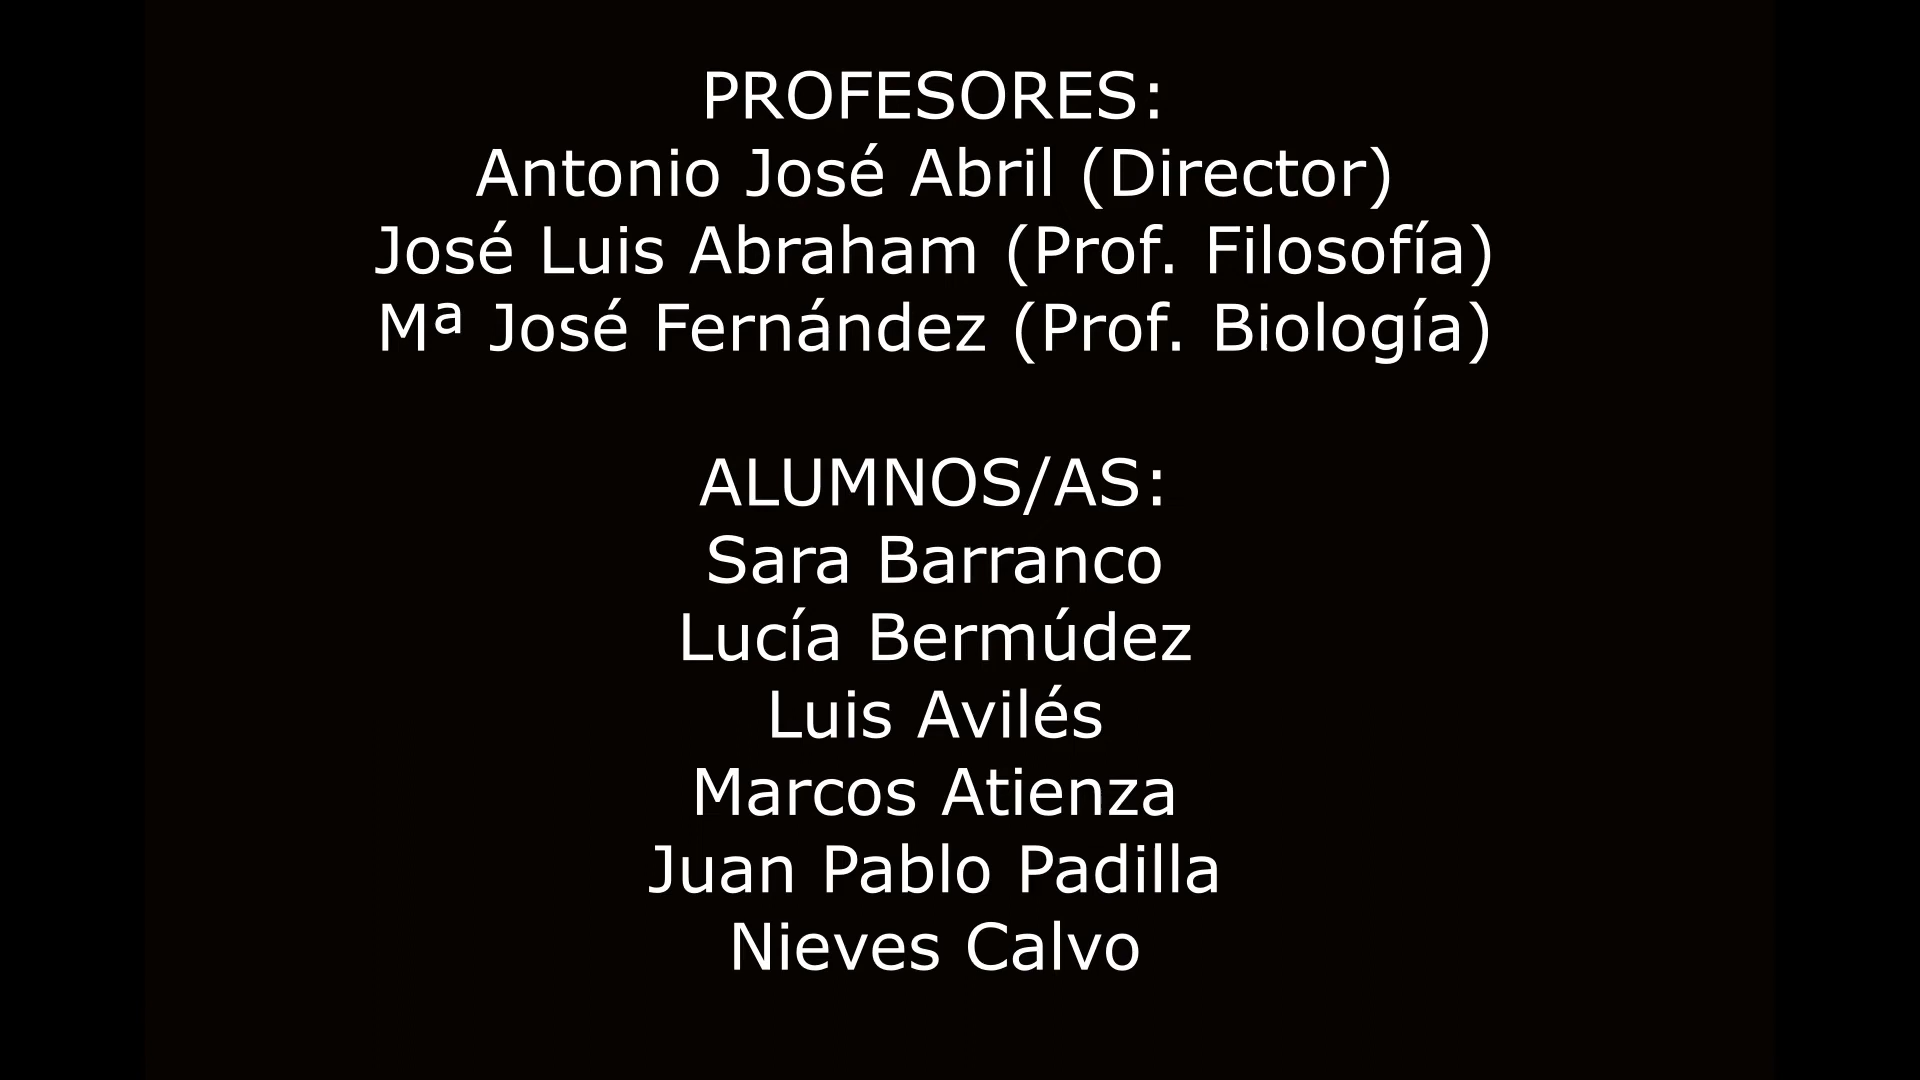 PROFESORES:
Antonio José Abril (Director)
José Luis Abraham (Prof. Filosofía)
Mª José Fernández (Prof. Biología)
ALUMNOS/AS:
Sara Barranco
Lucía Bermúdez
Luis Avilés
Marcos Atienza
Juan Pablo Padilla
Nieves Calvo